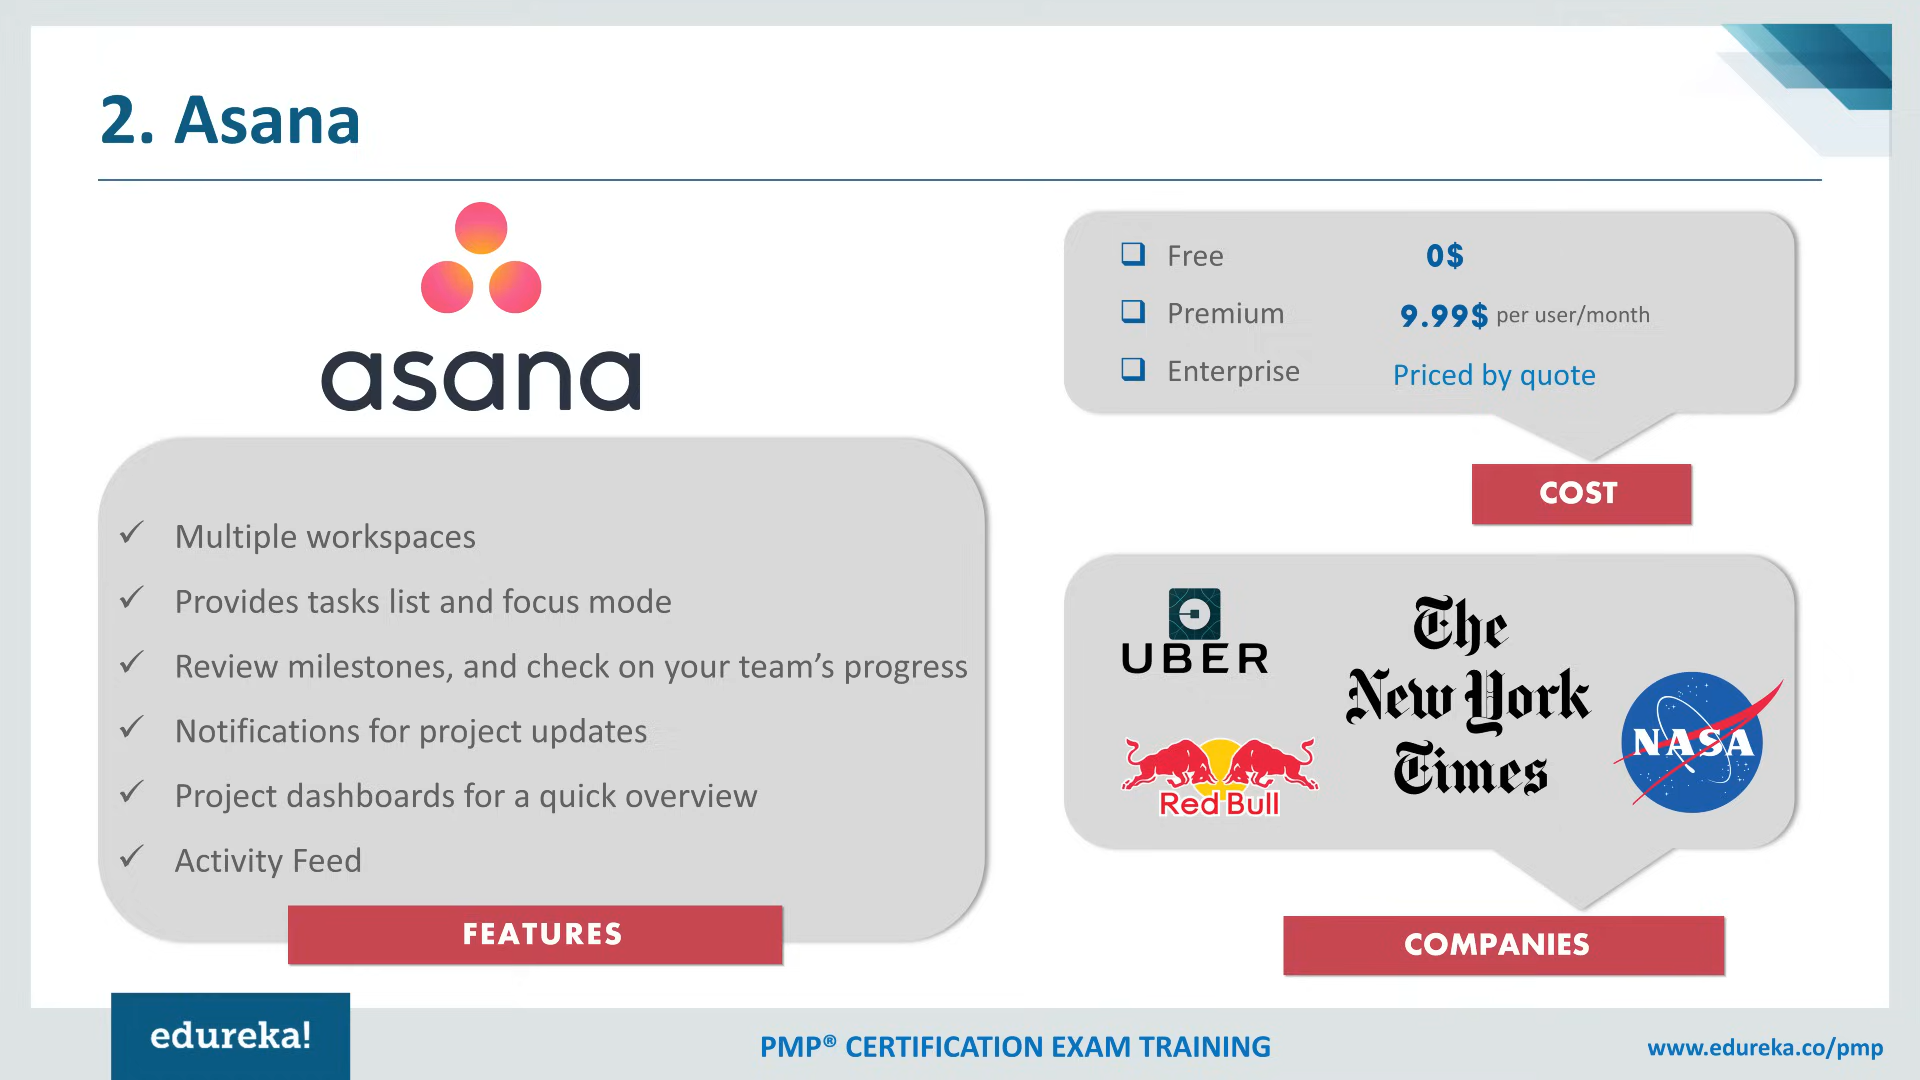 2. Asana
asana
Multiple workspaces
Provides tasks list and focus mode
Review milestones, and check on your team’s progress
Notifications for project updates
Project dashboards for a quick overview
Activity Feed
FEATURES
Free 0$
Premium 9.99$ per user/month
Enterprise Priced by quote
COST
UBER
The
New York
Times
NASA
Red Bull
COMPANIES
edureka!
PMP® CERTIFICATION EXAM TRAINING
www.edureka.co/pmp